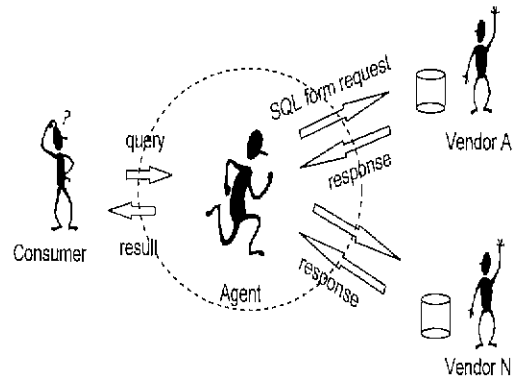 ?
SQL form request
query
response
Vendor A
Consumer
result
Agent
response
Vendor N